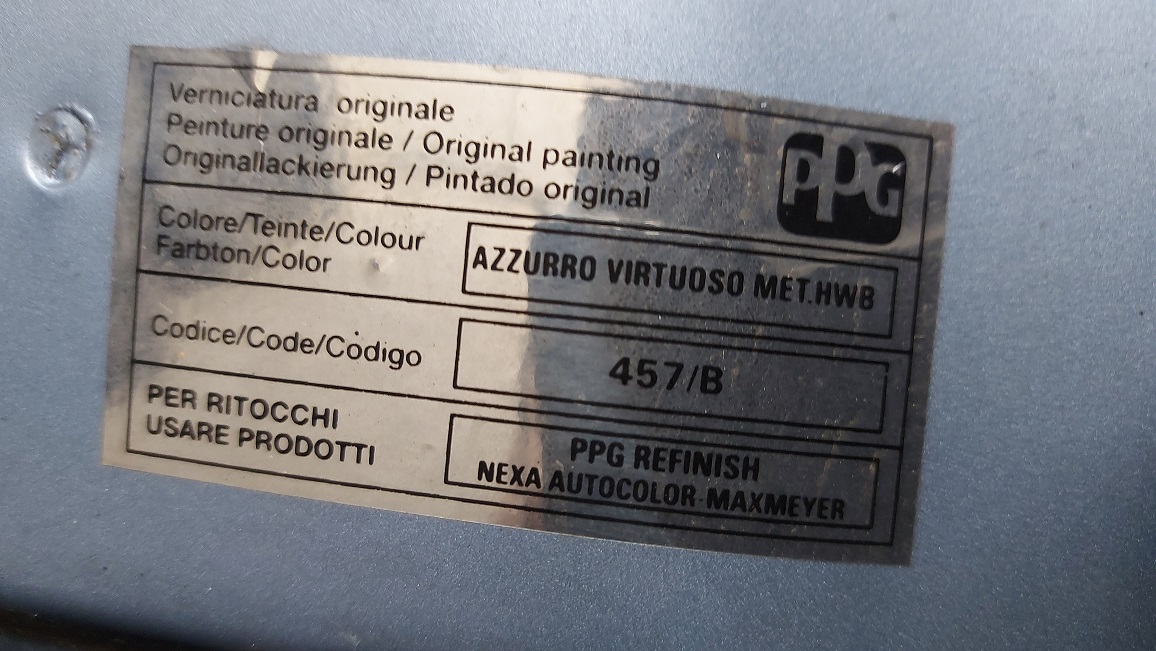 Verniciatura originale
Peinture originale / Original painting
Originallackierung / Pintado original
PPG
Colore/Teinte/Colour
Farbton/Color
AZZURRO VIRTUOSO MET.HWB
Codice/Code/Código
457/B
PER RITOCCHI
USARE PRODOTTI
PPG REFINISH
NEXA AUTOCOLOR-MAXMEYER